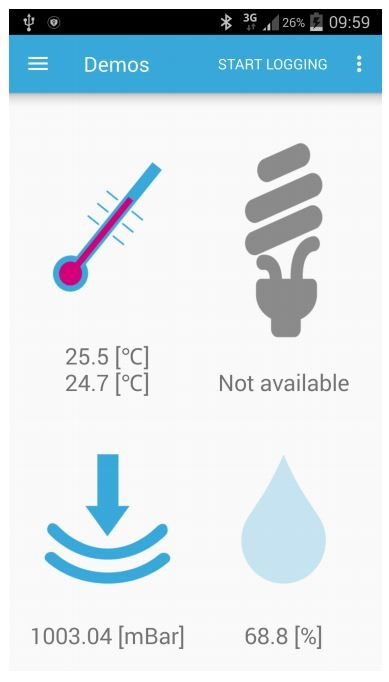 3G 26% 09:59
Demos START LOGGING
25.5 [°C]
24.7 [°C]
Not available
1003.04 [mBar] 68.8 [%]